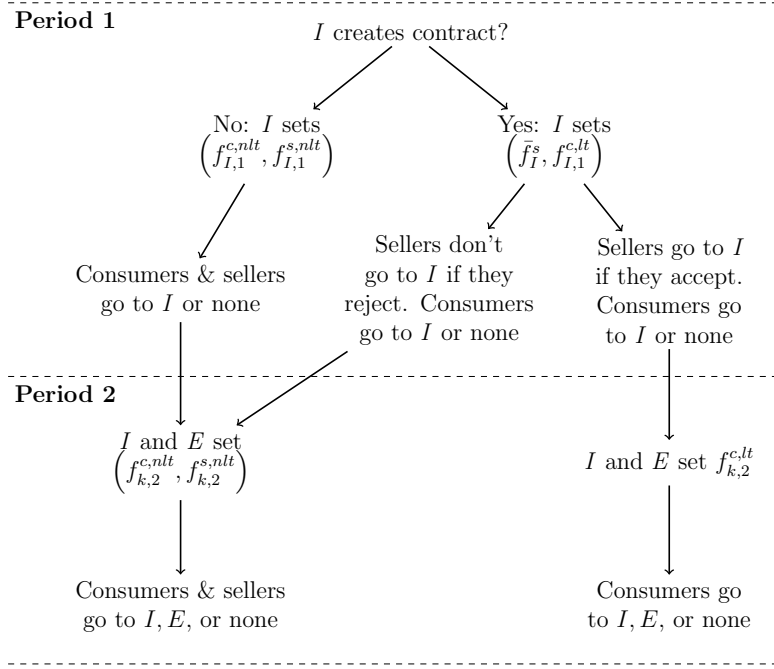 Period 1
I creates contract?
No: I sets
(f_{I,1}^{c,nlt}, f_{I,1}^{s,nlt})
Yes: I sets
(\bar{f}_I^s, f_{I,1}^{c,lt})
Consumers & sellers
go to I or none
Sellers don't
go to I if they
reject. Consumers
go to I or none
Sellers go to I
if they accept.
Consumers go
to I or none
Period 2
I and E set
(f_{k,2}^{c,nlt}, f_{k,2}^{s,nlt})
I and E set f_{k,2}^{c,lt}
Consumers & sellers
go to I, E, or none
Consumers go
to I, E, or none